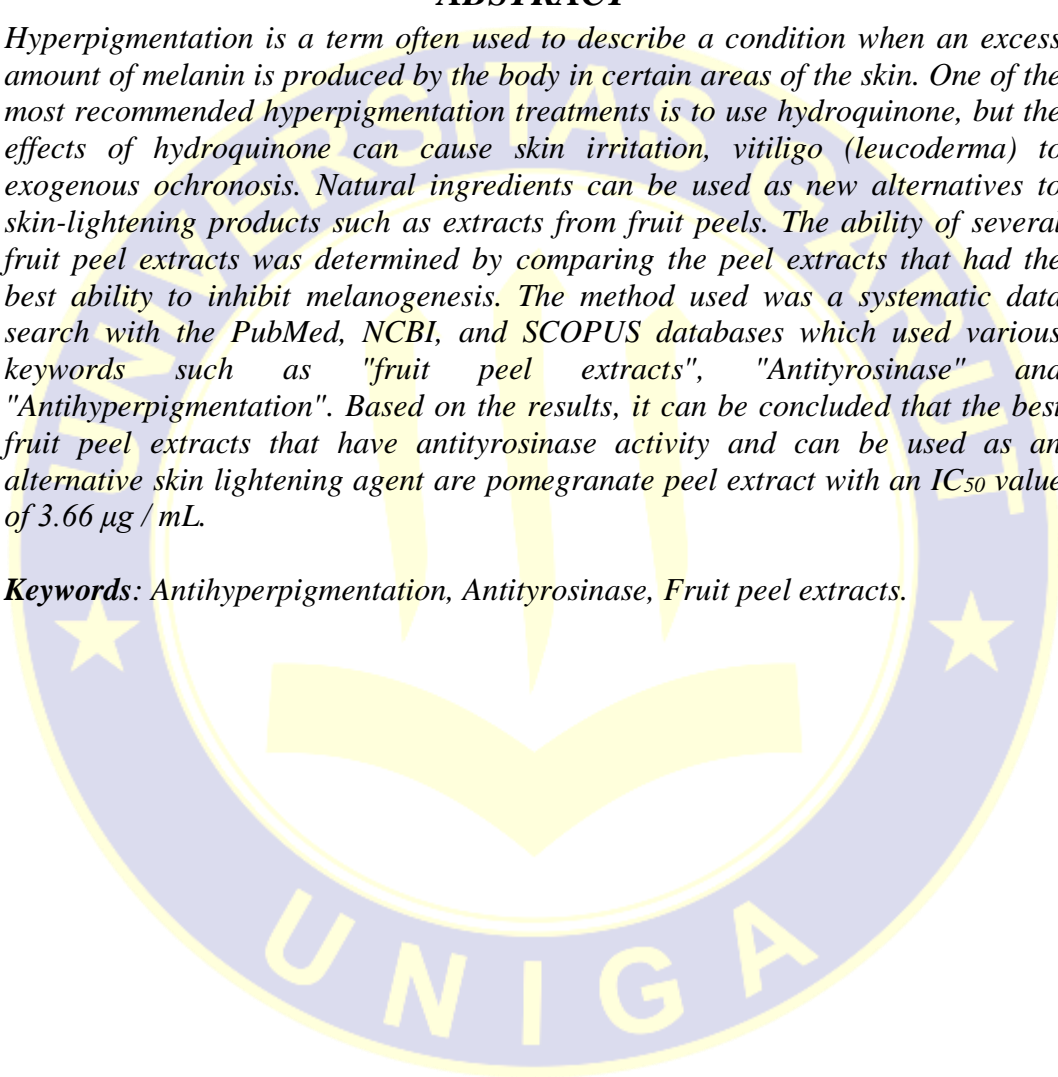 ABSTRACT
Hyperpigmentation is a term often used to describe a condition when an excess
amount of melanin is produced by the body in certain areas of the skin. One of the
most recommended hyperpigmentation treatments is to use hydroquinone, but the
effects of hydroquinone can cause skin irritation, vitiligo (leucoderma) to
exogenous ochronosis. Natural ingredients can be used as new alternatives to
skin-lightening products such as extracts from fruit peels. The ability of several
fruit peel extracts was determined by comparing the peel extracts that had the
best ability to inhibit melanogenesis. The method used was a systematic data
search with the PubMed, NCBI, and SCOPUS databases which used various
keywords such as "fruit peel extracts", "Antityrosinase" and
"Antihyperpigmentation". Based on the results, it can be concluded that the best
fruit peel extracts that have antityrosinase activity and can be used as an
alternative skin lightening agent are pomegranate peel extract with an IC50 value
of 3.66 µg / mL.
Keywords: Antihyperpigmentation, Antityrosinase, Fruit peel extracts.
UNIVERSITAS GARUT
UNIGA